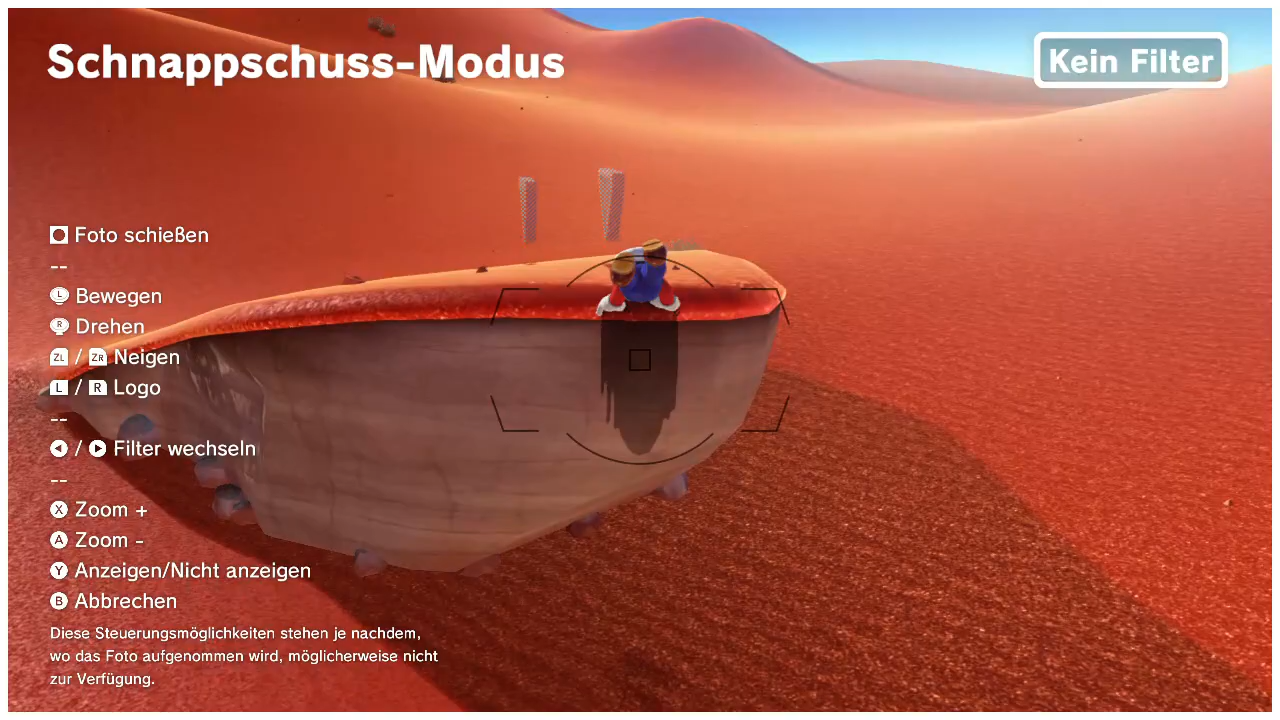 Schnappschuss-Modus
Kein Filter
Foto schießen
--
L Bewegen
R Drehen
ZL / ZR Neigen
L / R Logo
--
◀ / ▶ Filter wechseln
--
X Zoom +
A Zoom -
Y Anzeigen/Nicht anzeigen
B Abbrechen
Diese Steuerungsmöglichkeiten stehen je nachdem,
wo das Foto aufgenommen wird, möglicherweise nicht
zur Verfügung.